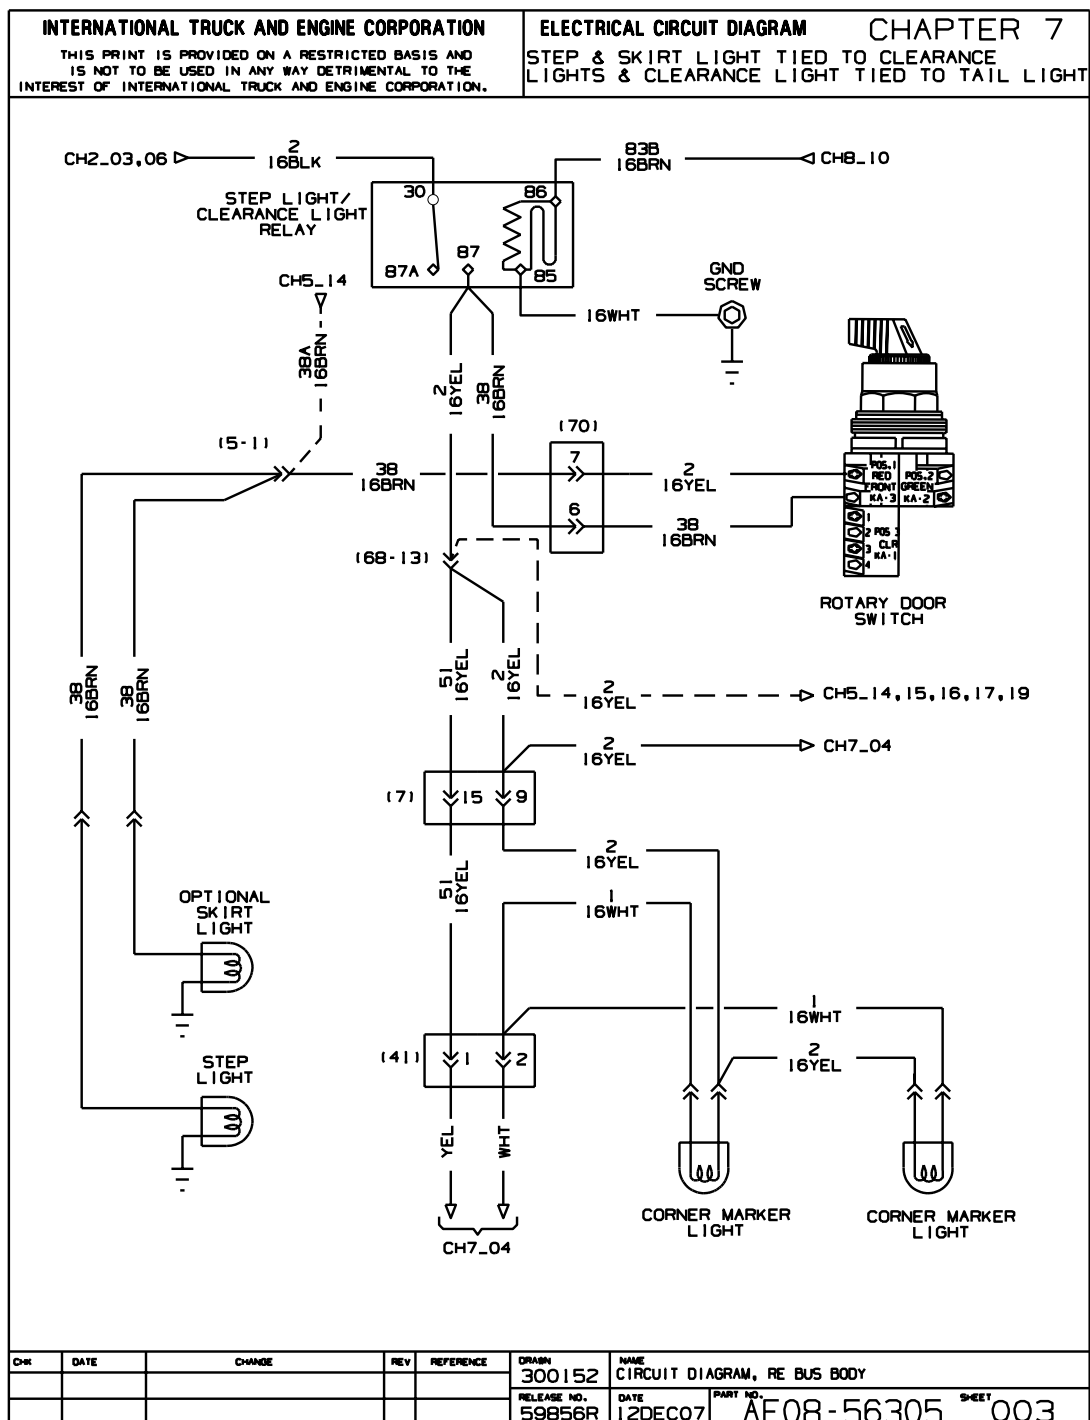 INTERNATIONAL TRUCK AND ENGINE CORPORATION
THIS PRINT IS PROVIDED ON A RESTRICTED BASIS AND
IS NOT TO BE USED IN ANY WAY DETRIMENTAL TO THE
INTEREST OF INTERNATIONAL TRUCK AND ENGINE CORPORATION.
ELECTRICAL CIRCUIT DIAGRAM CHAPTER 7
STEP & SKIRT LIGHT TIED TO CLEARANCE
LIGHTS & CLEARANCE LIGHT TIED TO TAIL LIGHT
CH2_03,06
2
16BLK
83B
16BRN
CH8_10
STEP LIGHT/
CLEARANCE LIGHT
RELAY
30
86
87
87A
85
CH5_14
GND
SCREW
16WHT
38A
16BRN
2
16YEL
38
16BRN
(5-1)
(70)
38
16BRN
7
2
16YEL
6
38
16BRN
POS.1
RED
FRONT
KA-3
POS.2
GREEN
KA-2
1
2
3
4
CLR
KA-1
ROTARY DOOR
SWITCH
(68-13)
38
16BRN
38
16BRN
51
16YEL
2
16YEL
2
16YEL
CH5_14,15,16,17,19
2
16YEL
CH7_04
(7)
15
9
51
16YEL
2
16YEL
1
16WHT
OPTIONAL
SKIRT
LIGHT
1
16WHT
STEP
LIGHT
(41)
1
2
2
16YEL
YEL
WHT
CH7_04
CORNER MARKER
LIGHT
CORNER MARKER
LIGHT
CHK
DATE
CHANGE
REV
REFERENCE
DRAWN
300152
NAME
CIRCUIT DIAGRAM, RE BUS BODY
RELEASE NO.
59856R
DATE
12DEC07
PART NO.
AE08-56305
SHEET
003